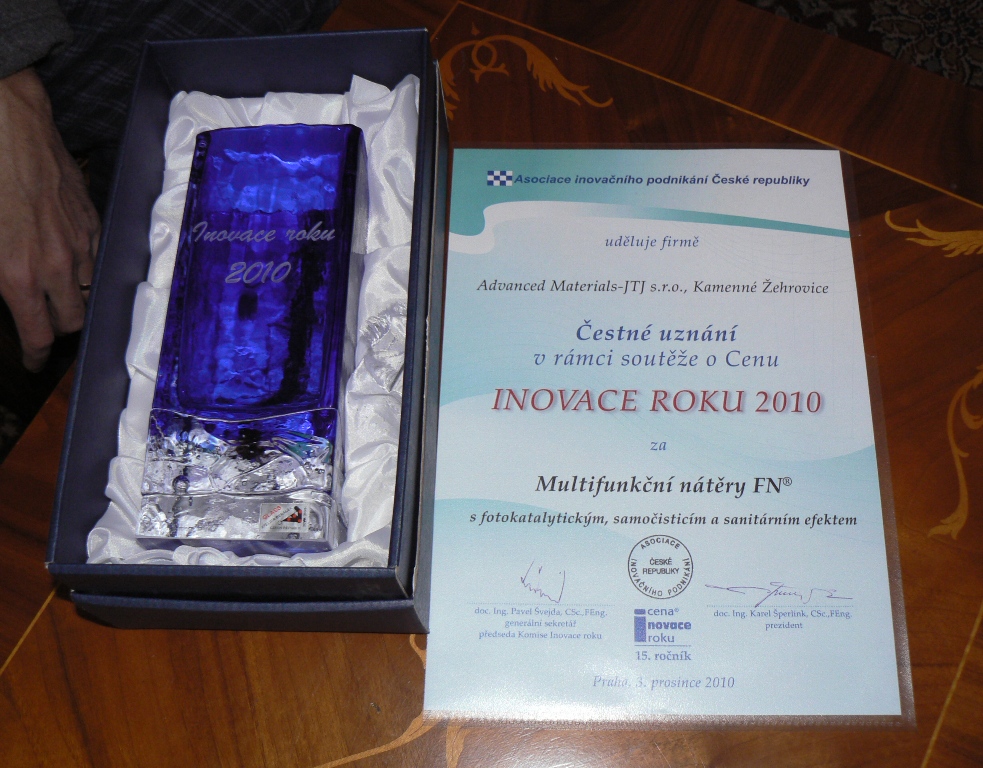 Inovace roku
2010
Asociace inovačního podnikání České republiky
uděluje firmě
Advanced Materials-JTJ s.r.o., Kamenné Žehrovice
Čestné uznání
v rámci soutěže o Cenu
INOVACE ROKU 2010
za
Multifunkční nátěry FN®
s fotokatalytickým, samočisticím a sanitárním efektem
ASOCIACE
INOVAČNÍHO PODNIKÁNÍ
ČESKÉ
REPUBLIKY
doc. Ing. Pavel Švejda, CSc.,FEng.
generální sekretář
předseda Komise Inovace roku
cena®
inovace
roku
15. ročník
doc. Ing. Karel Šperlink, CSc.,FEng.
prezident
Praha, 3. prosince 2010